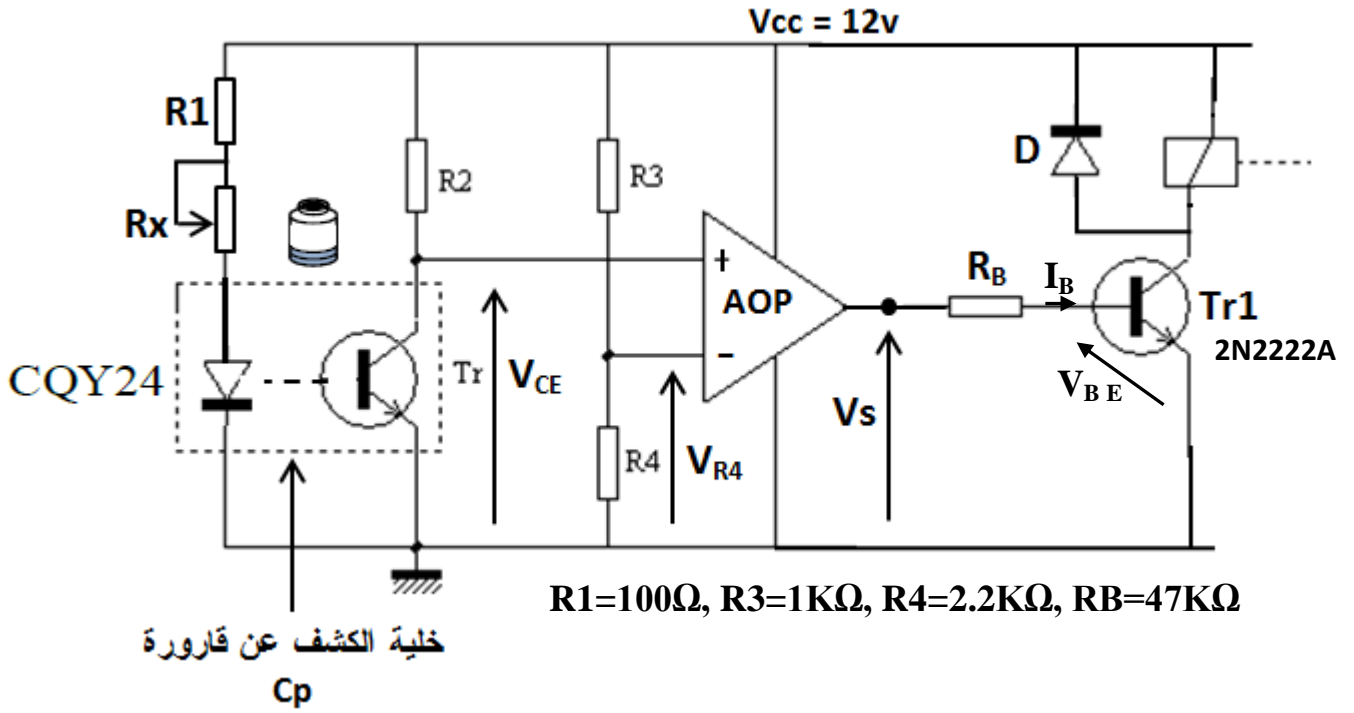 Vcc = 12v
R1
R2
R3
D
Rx
+
AOP
−
RB
IB
Tr1
2N2222A
CQY24
Tr
VCE
VBE
R4
VR4
Vs
R1=100Ω, R3=1KΩ, R4=2.2KΩ, RB=47KΩ
خلية الكشف عن قارورة
Cp